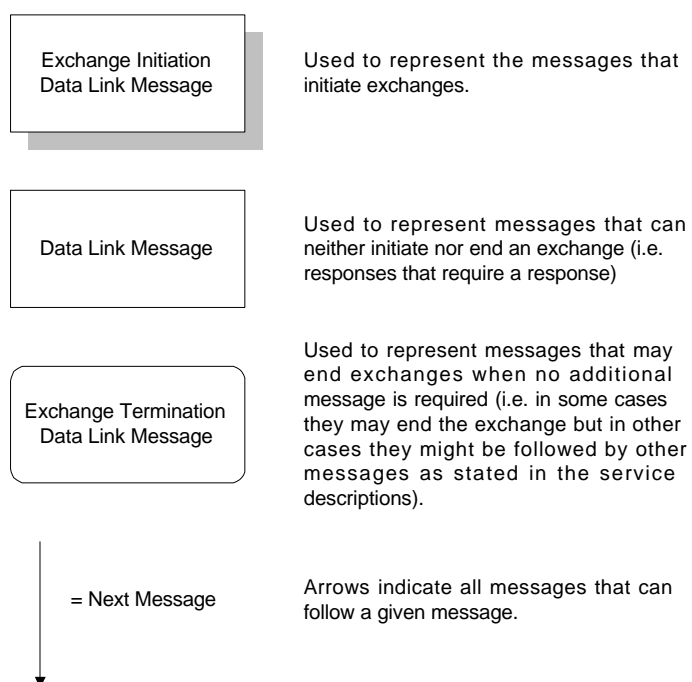 Exchange Initiation
Data Link Message
Used to represent the messages that
initiate exchanges.
Data Link Message
Used to represent messages that can
neither initiate nor end an exchange (i.e.
responses that require a response)
Exchange Termination
Data Link Message
Used to represent messages that may
end exchanges when no additional
message is required (i.e. in some cases
they may end the exchange but in other
cases they might be followed by other
messages as stated in the service
descriptions).
= Next Message
Arrows indicate all messages that can
follow a given message.